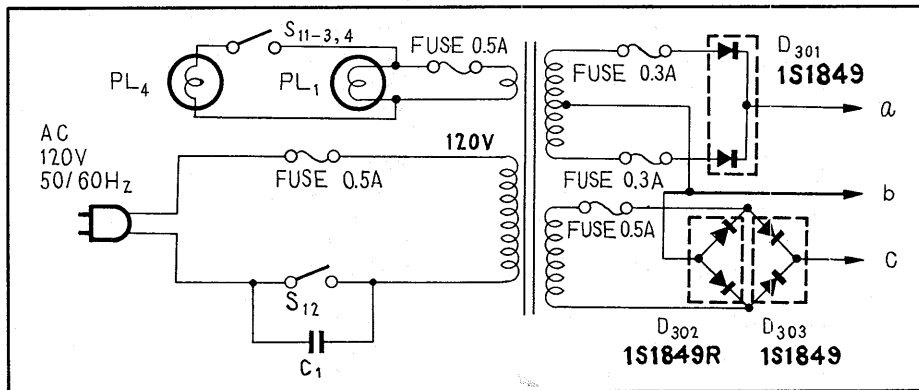 S11-3, 4
FUSE 0.5A
PL4
PL1
FUSE 0.3A
D301
1S1849
a
AC
120V
50/60Hz
120V
FUSE 0.5A
FUSE 0.3A
b
FUSE 0.5A
C
S12
C1
D302
1S1849R
D303
1S1849